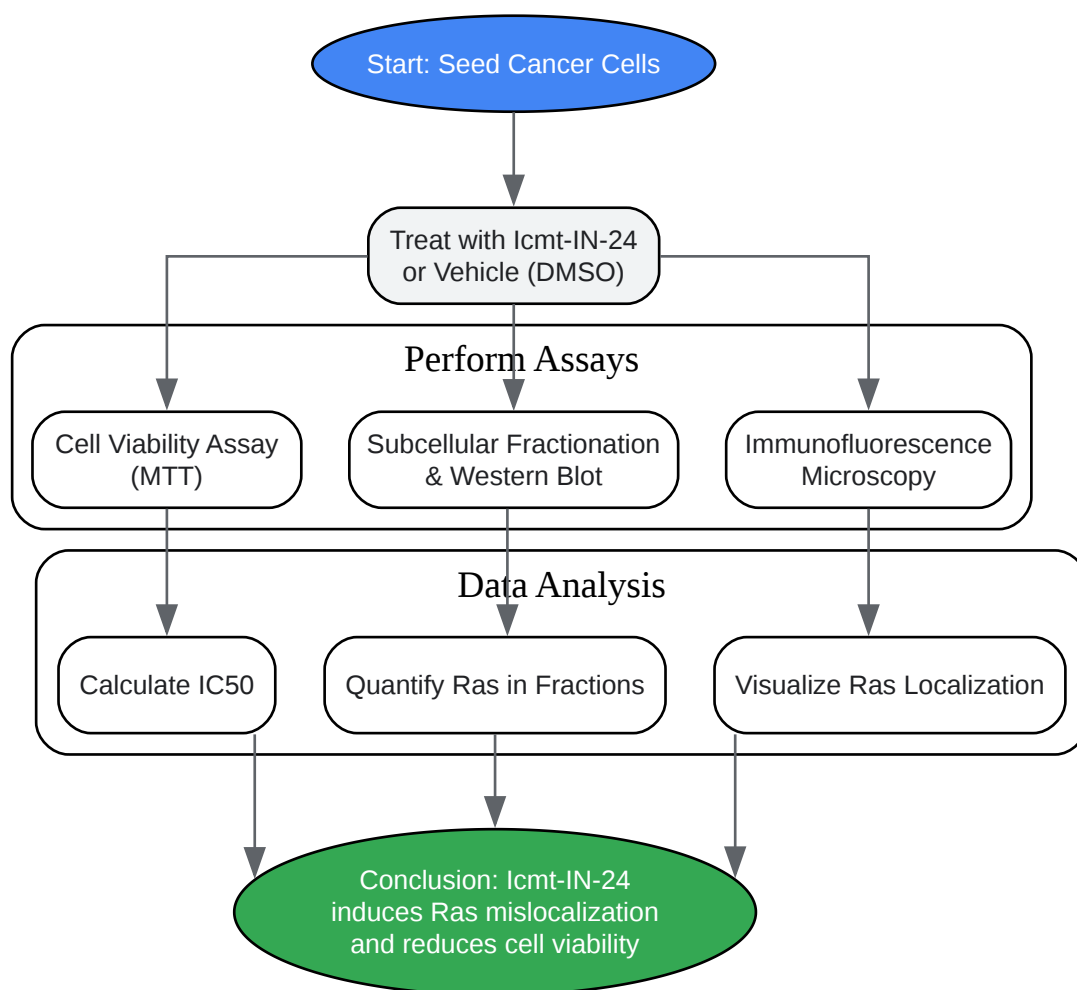 Start: Seed Cancer Cells
Treat with Icmt-IN-24
or Vehicle (DMSO)
Perform Assays
Cell Viability Assay
(MTT)
Subcellular Fractionation
& Western Blot
Immunofluorescence
Microscopy
Data Analysis
Calculate IC50
Quantify Ras in Fractions
Visualize Ras Localization
Conclusion: Icmt-IN-24
induces Ras mislocalization
and reduces cell viability